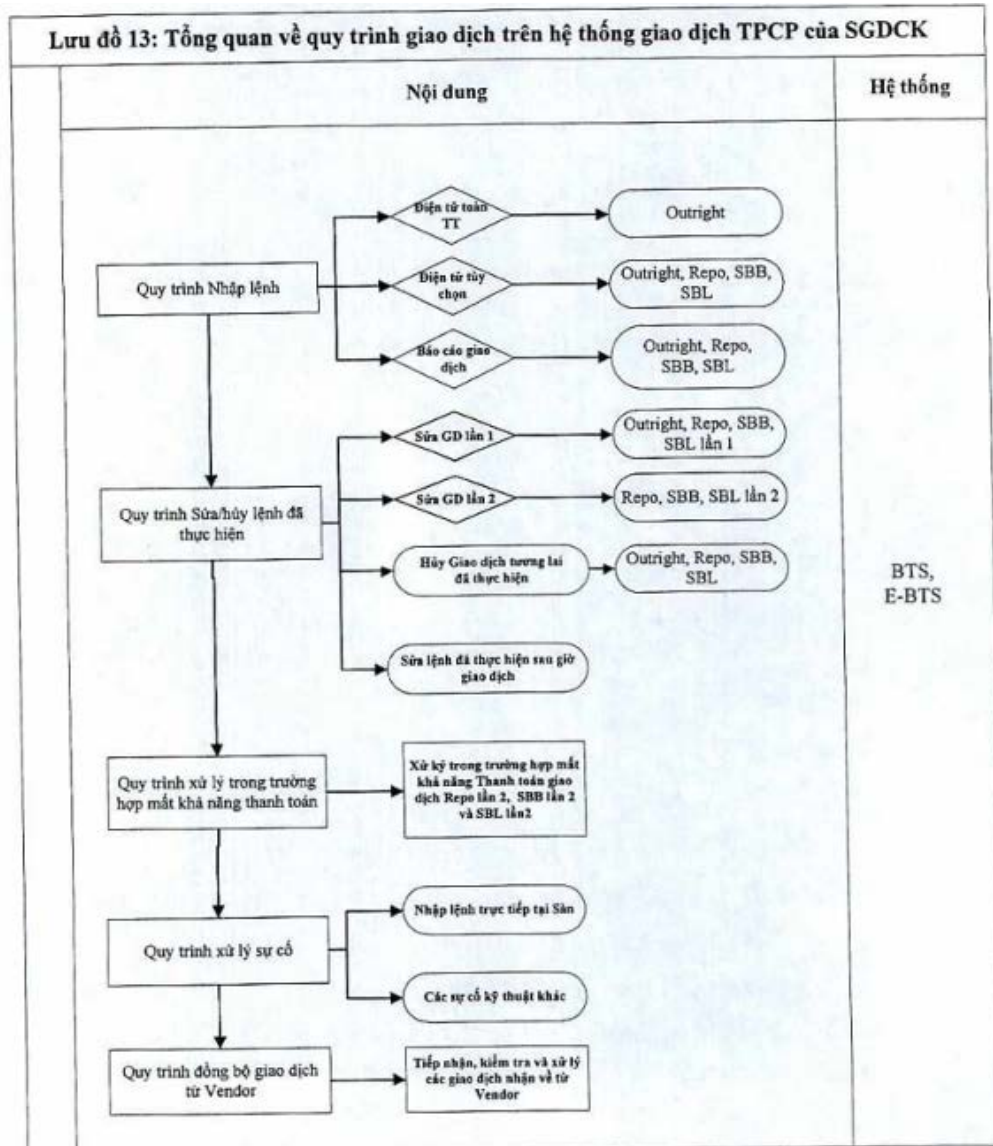 Lưu đồ 13: Tổng quan về quy trình giao dịch trên hệ thống giao dịch TPCP của SGDCK
Nội dung
Hệ thống
Điện tử toàn
TT
Outright
Quy trình Nhập lệnh
Điện tử tùy
chọn
Outright, Repo, SBB,
SBL
Báo cáo giao
dịch
Outright, Repo,
SBB, SBL
Sửa GD lần 1
Outright, Repo, SBB,
SBL lần 1
Quy trình Sửa/hủy lệnh đã
thực hiện
Sửa GD lần 2
Repo, SBB, SBL lần 2
Hủy Giao dịch tương lai
đã thực hiện
Outright, Repo, SBB,
SBL
BTS,
E-BTS
Sửa lệnh đã thực hiện sau giờ
giao dịch
Quy trình xử lý trong trường
hợp mất khả năng thanh toán
Xử ký trong trường hợp mất
khả năng Thanh toán giao
dịch Repo lần 2, SBB lần 2
và SBL lần2
Nhập lệnh trực tiếp tại Sàn
Quy trình xử lý sự cố
Các sự cố kỹ thuật khác
Quy trình đồng bộ giao dịch
từ Vendor
Tiếp nhận, kiểm tra và xử lý
các giao dịch nhận về từ
Vendor